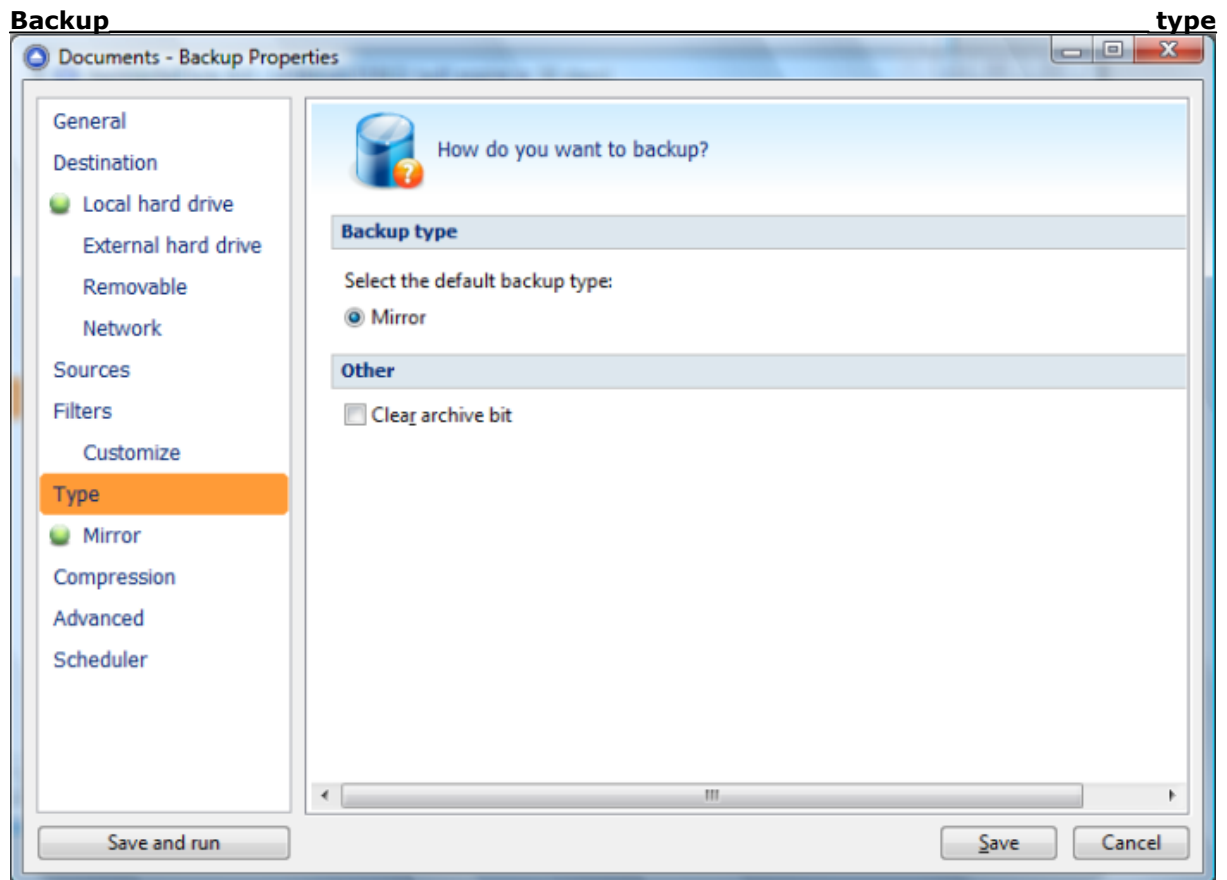 Backup type
Documents - Backup Properties
General
Destination
Local hard drive
External hard drive
Removable
Network
Sources
Filters
Customize
Type
Mirror
Compression
Advanced
Scheduler
How do you want to backup?
Backup type
Select the default backup type:
Mirror
Other
Clear archive bit
Save and run
Save
Cancel